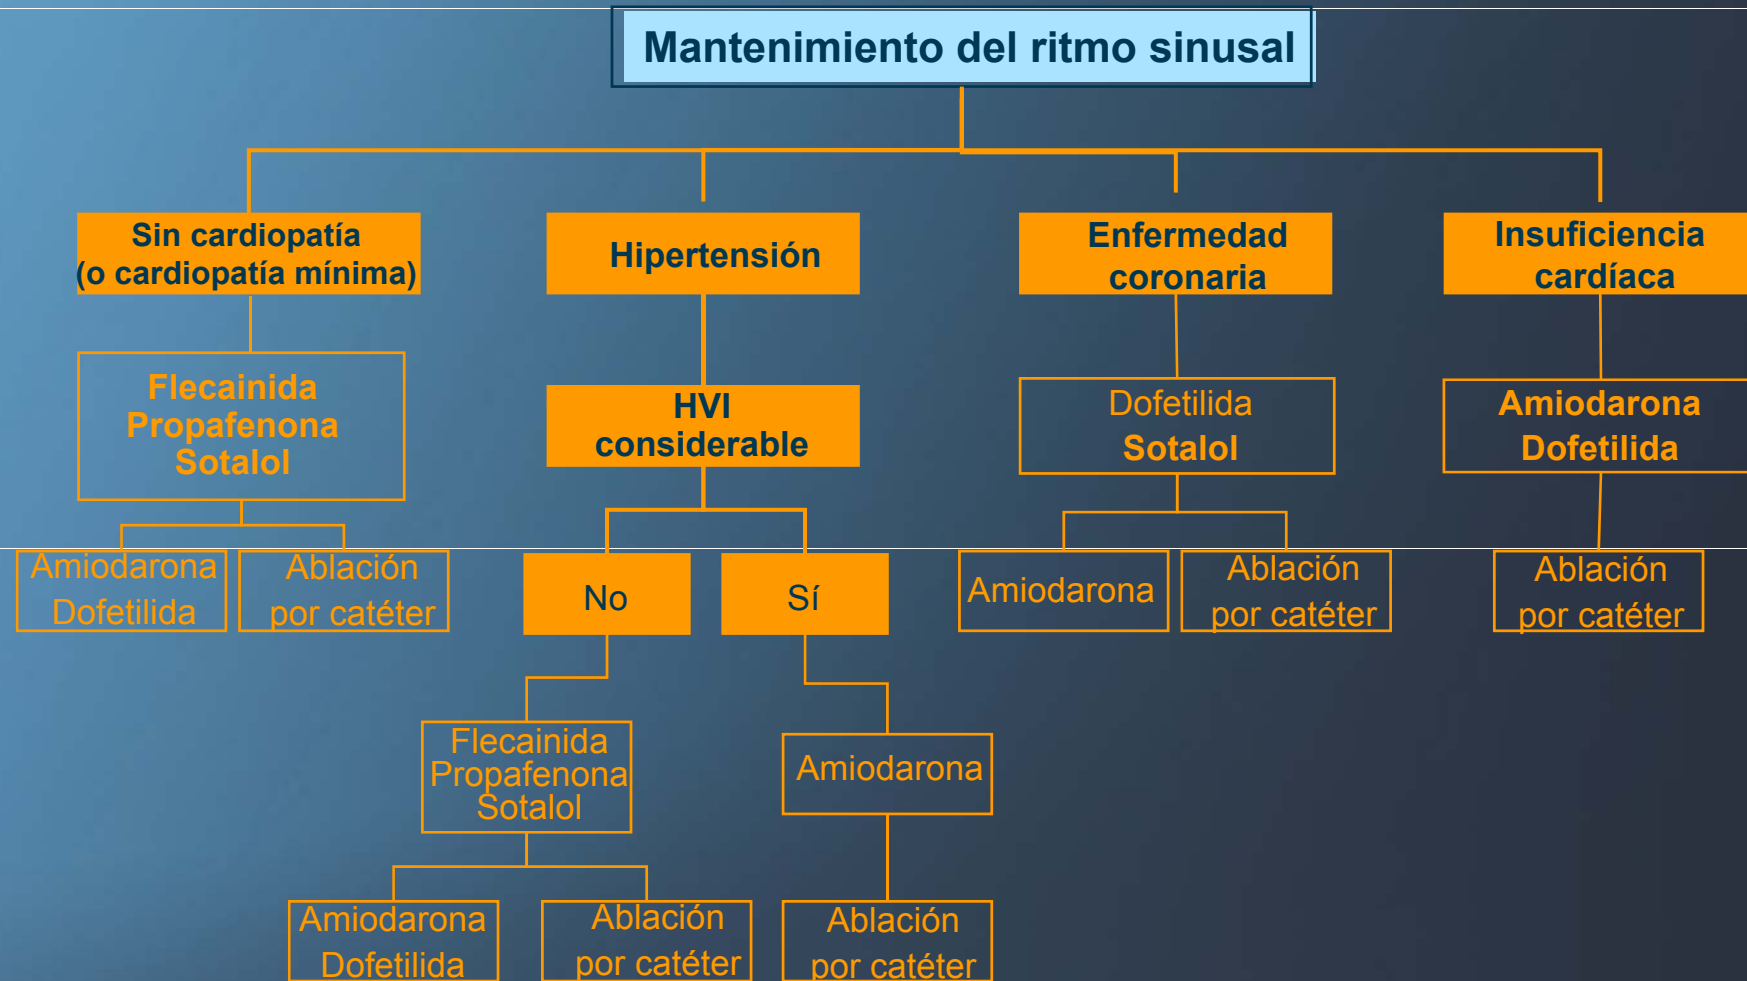 Mantenimiento del ritmo sinusal
Sin cardiopatía
(o cardiopatía mínima)
Hipertensión
Enfermedad
coronaria
Insuficiencia
cardíaca
Flecainida
Propafenona
Sotalol
HVI
considerable
Dofetilida
Sotalol
Amiodarona
Dofetilida
Amiodarona
Dofetilida
Ablación
por catéter
No
Sí
Amiodarona
Ablación
por catéter
Ablación
por catéter
Flecainida
Propafenona
Sotalol
Amiodarona
Amiodarona
Dofetilida
Ablación
por catéter
Ablación
por catéter